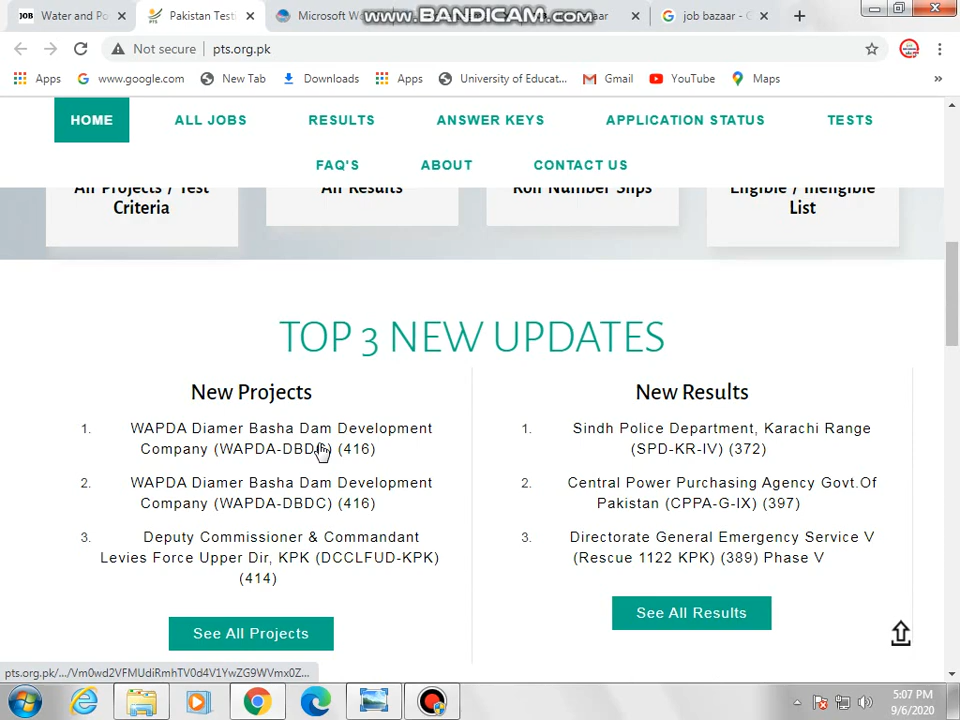 Water and Po
Pakistan Test
Microsoft Wo
www.BANDICAM.com
aar
job bazaar - G
Not secure
pts.org.pk
Apps
www.google.com
New Tab
Downloads
Apps
University of Educat...
Gmail
YouTube
Maps
»
HOME
ALL JOBS
RESULTS
ANSWER KEYS
APPLICATION STATUS
TESTS
FAQ'S
ABOUT
CONTACT US
All Projects / Test
Criteria
All Results
Roll Number Slips
Eligible / Ineligible
List
TOP 3 NEW UPDATES
New Projects
1. WAPDA Diamer Basha Dam Development
Company (WAPDA-DBDC) (416)
2. WAPDA Diamer Basha Dam Development
Company (WAPDA-DBDC) (416)
3. Deputy Commissioner & Commandant
Levies Force Upper Dir, KPK (DCCLFUD-KPK)
(414)
See All Projects
New Results
1. Sindh Police Department, Karachi Range
(SPD-KR-IV) (372)
2. Central Power Purchasing Agency Govt.Of
Pakistan (CPPA-G-IX) (397)
3. Directorate General Emergency Service V
(Rescue 1122 KPK) (389) Phase V
See All Results
pts.org.pk/.../Vm0wd2VFMUdiRmhTV0d4V1YwZG9WVmx0Z...
5:07 PM
9/6/2020